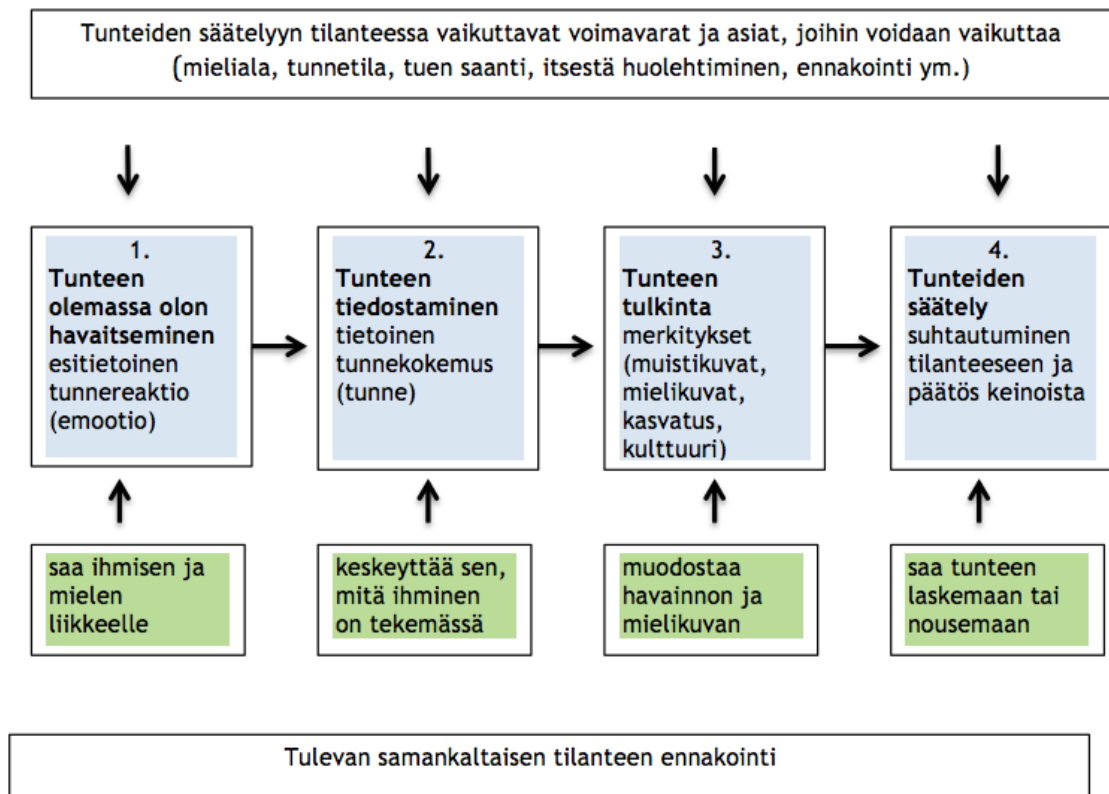 Tunteiden säätelyyn tilanteessa vaikuttavat voimavarat ja asiat, joihin voidaan vaikuttaa
(mieliala, tunnetila, tuen saanti, itsestä huolehtiminen, ennakointi ym.)
1.
Tunteen
olemassa olon
havaitseminen
esitietoinen
tunnereaktio
(emootio)
2.
Tunteen
tiedostaminen
tietoinen
tunnekokemus
(tunne)
3.
Tunteen
tulkinta
merkitykset
(muistikuvat,
mielikuvat,
kasvatus,
kulttuuri)
4.
Tunteiden
säätely
suhtautuminen
tilanteeseen ja
päätös keinoista
saa ihmisen ja
mielen
liikkeelle
keskeyttää sen,
mitä ihminen
on tekemässä
muodostaa
havainnon ja
mielikuvan
saa tunteen
laskemaan tai
nousemaan
Tulevan samankaltaisen tilanteen ennakointi